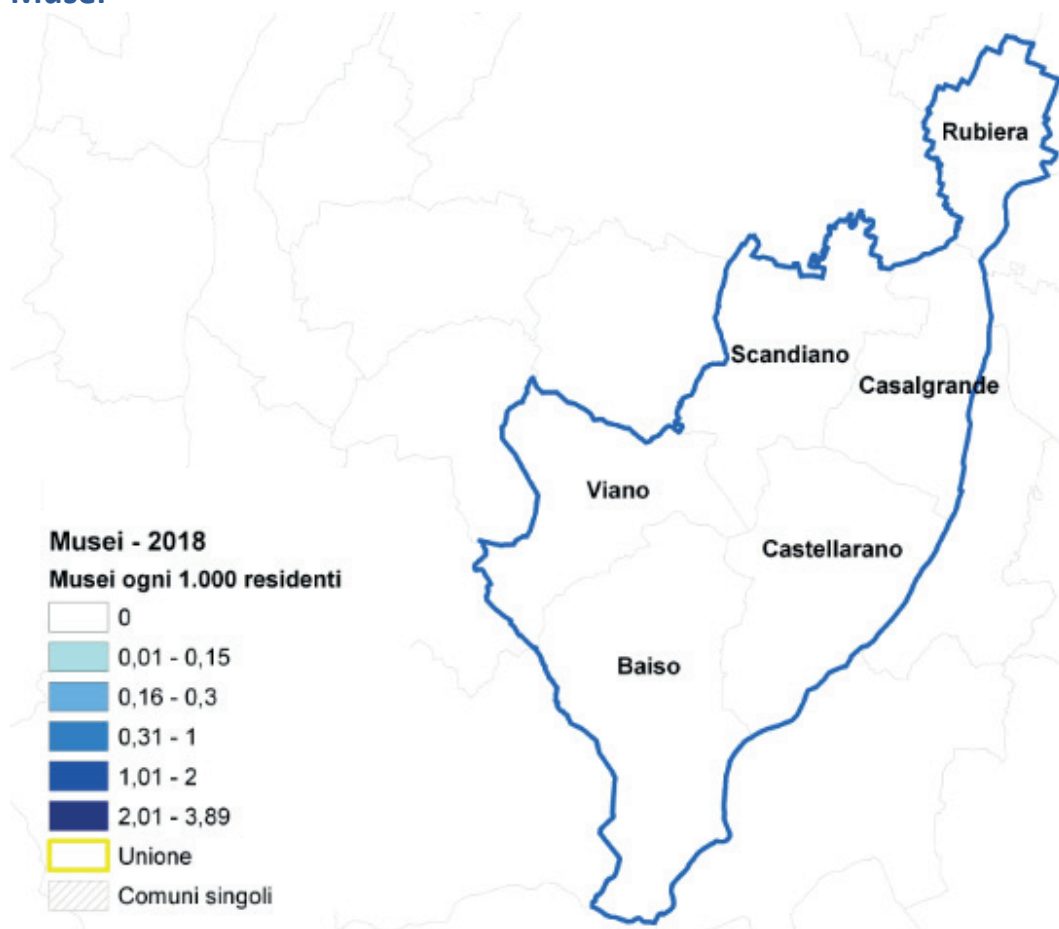 Musei
Rubiera
Scandiano
Casalgrande
Viano
Castellarano
Baiso
Musei - 2018
Musei ogni 1.000 residenti
0
0,01 - 0,15
0,16 - 0,3
0,31 - 1
1,01 - 2
2,01 - 3,89
Unione
Comuni singoli